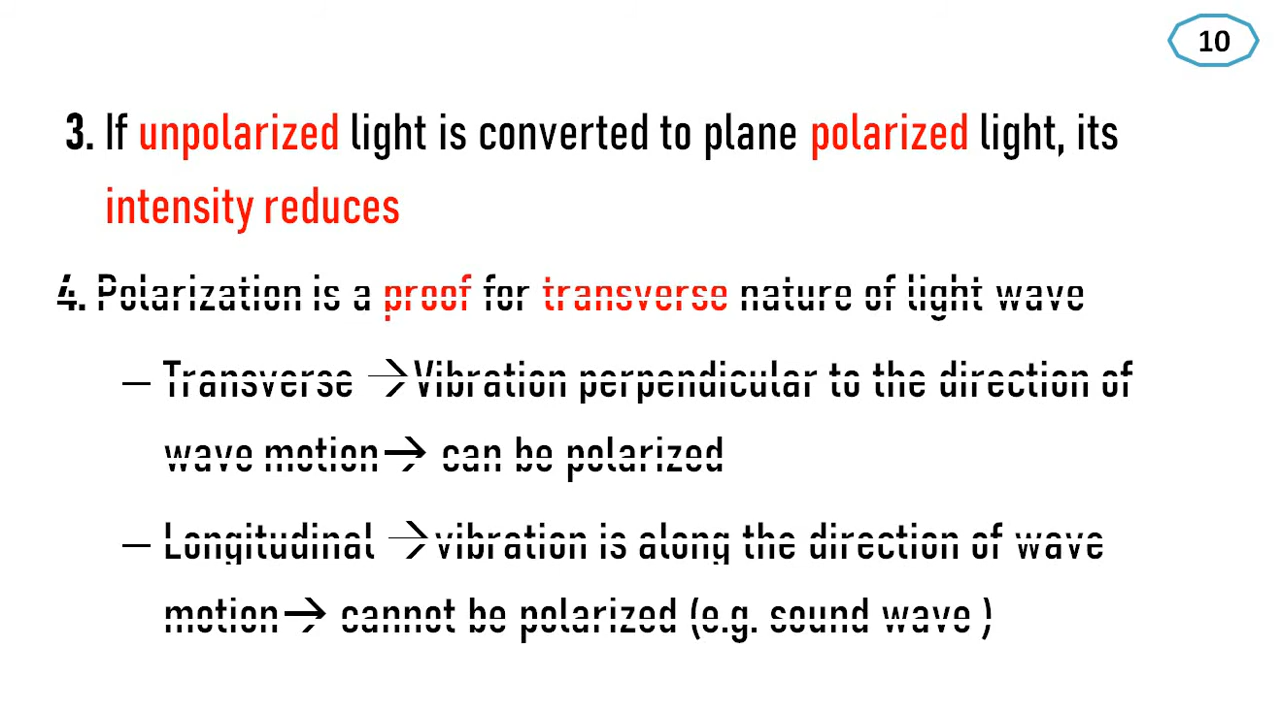 10
3. If unpolarized light is converted to plane polarized light, its
intensity reduces
4. Polarization is a proof for transverse nature of light wave
– Transverse →Vibration perpendicular to the direction of
wave motion→ can be polarized
– Longitudinal →vibration is along the direction of wave
motion→ cannot be polarized (e.g. sound wave )